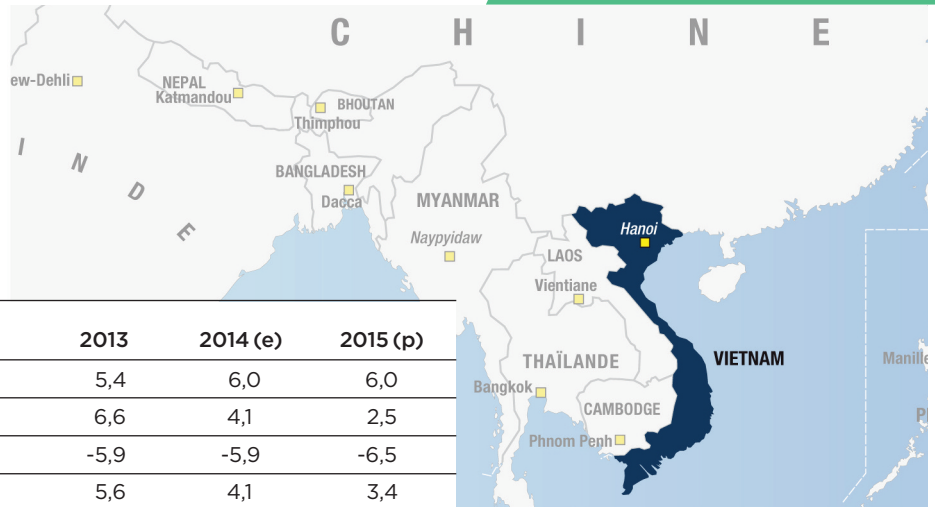 C H I N E
ew-Dehli
NEPAL
Katmandou
BHOUTAN
Thimphou
I N D E
BANGLADESH
Dacca
MYANMAR
Naypyidaw
Hanoi
LAOS
Vientiane
THAÏLANDE
VIETNAM
Bangkok
CAMBODGE
Phnom Penh
Manille
P
2013 2014 (e) 2015 (p)
5,4 6,0 6,0
6,6 4,1 2,5
-5,9 -5,9 -6,5
5,6 4,1 3,4